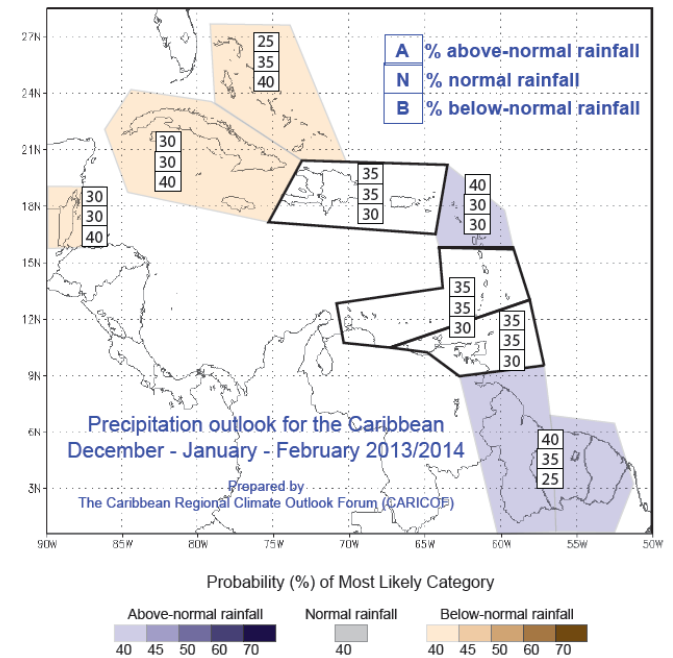 27N
24N
21N
18N
15N
12N
9N
6N
3N
90W 85W 80W 75W 70W 65W 60W 55W 50W
A % above-normal rainfall
N % normal rainfall
B % below-normal rainfall
25
35
40
30
30
40
30
30
40
35
35
30
40
30
30
35
35
30
35
35
30
40
35
25
Precipitation outlook for the Caribbean
December - January - February 2013/2014
Prepared by
The Caribbean Regional Climate Outlook Forum (CARICOF)
Probability (%) of Most Likely Category
Above-normal rainfall Normal rainfall Below-normal rainfall
40 45 50 60 70 40 40 45 50 60 70